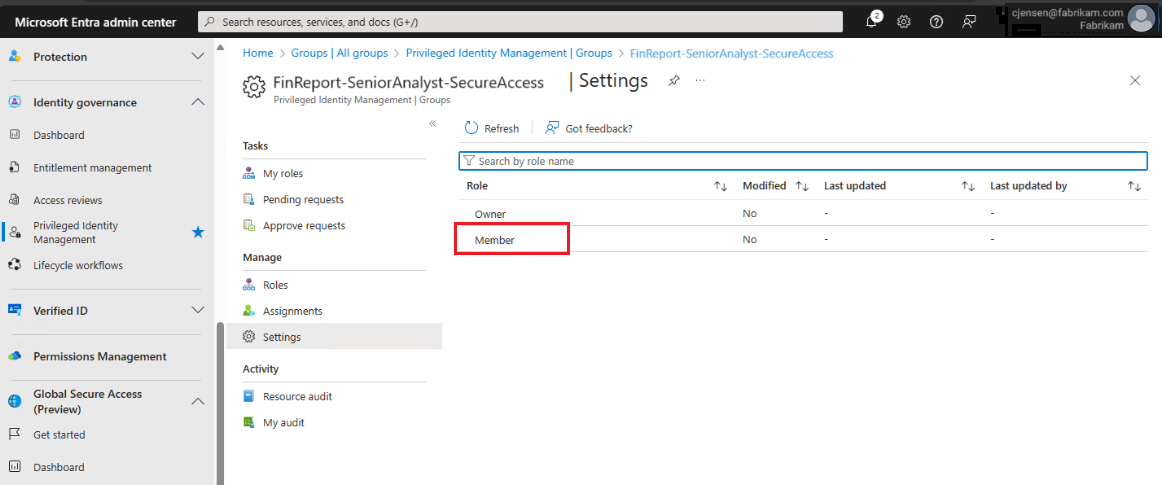 Microsoft Entra admin center
Search resources, services, and docs (G+/)
2
cjensen@fabrikam.com
Fabrikam
Protection
Identity governance
Dashboard
Entitlement management
Access reviews
Privileged Identity
Management
Lifecycle workflows
Verified ID
Permissions Management
Global Secure Access
(Preview)
Get started
Dashboard
Home > Groups | All groups > Privileged Identity Management | Groups > FinReport-SeniorAnalyst-SecureAccess
FinReport-SeniorAnalyst-SecureAccess | Settings
Privileged Identity Management | Groups
Tasks
My roles
Pending requests
Approve requests
Manage
Roles
Assignments
Settings
Activity
Resource audit
My audit
Refresh | Got feedback?
Search by role name
Role Modified Last updated Last updated by
Owner No - -
Member No - -